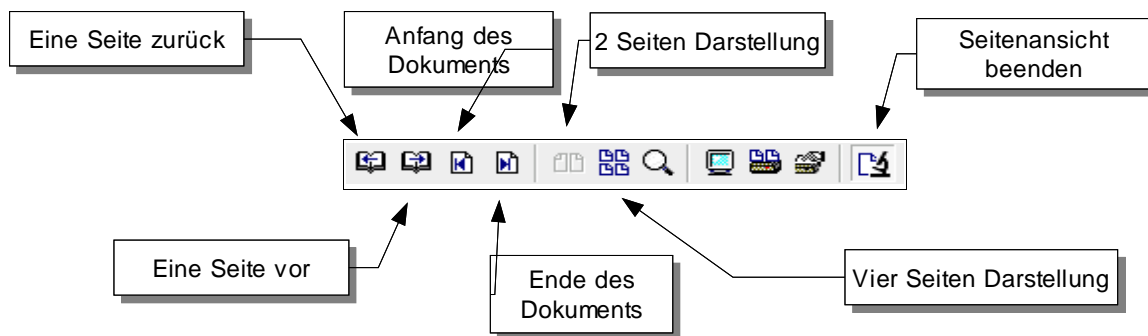 Eine Seite zurück
Anfang des
Dokuments
2 Seiten Darstellung
Seitenansicht
beenden
Eine Seite vor
Ende des
Dokuments
Vier Seiten Darstellung